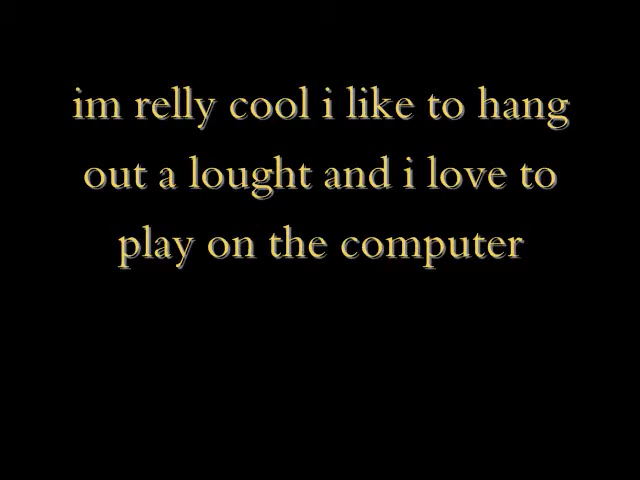 im relly cool i like to hang
out a lought and i love to
play on the computer